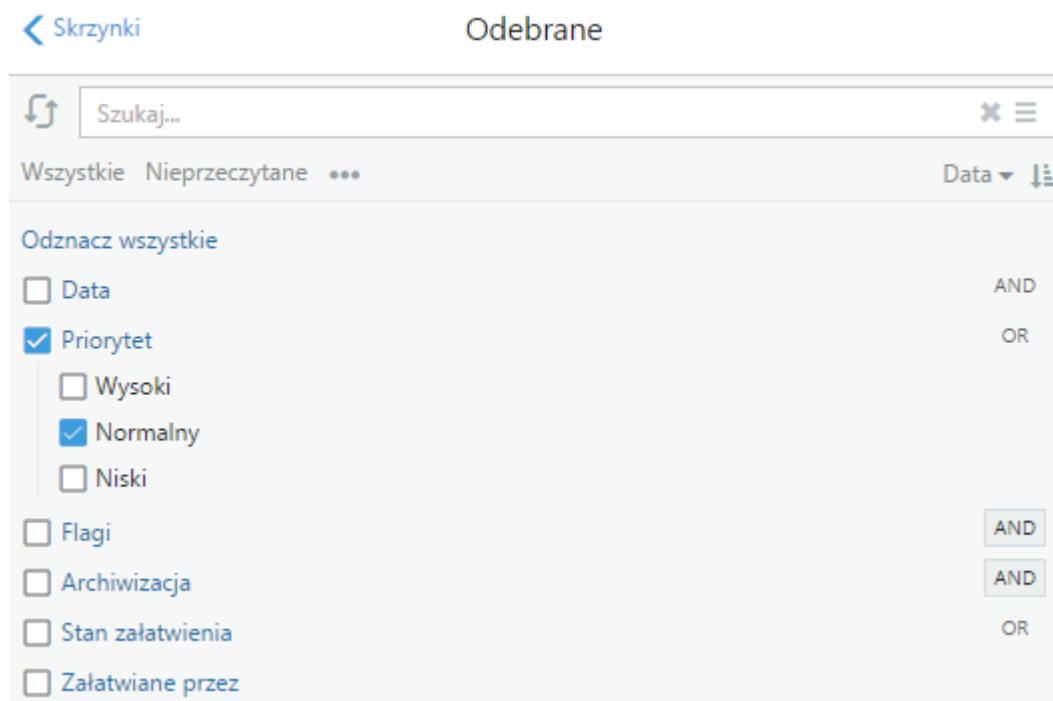 Skrzynki Odebrane
Szukaj...
Wszystkie Nieprzeczytane ••• Data
Odznacz wszystkie
Data AND
Priorytet OR
Wysoki
Normalny
Niski
Flagi AND
Archiwizacja AND
Stan załatwienia OR
Załatwiane przez